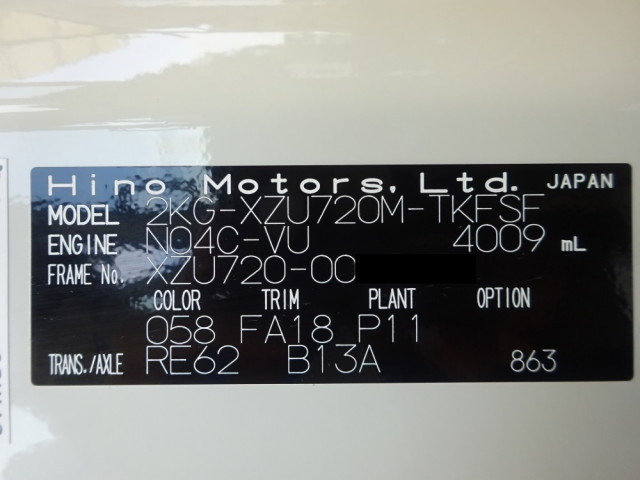 Hino Motors, Ltd. JAPAN
MODEL 2KG-XZU720M-TKFSF
ENGINE N04C-VU 4009 mL
FRAME No. XZU720-00
COLOR TRIM PLANT OPTION
058 FA18 P11
TRANS./AXLE RE62 B13A 863